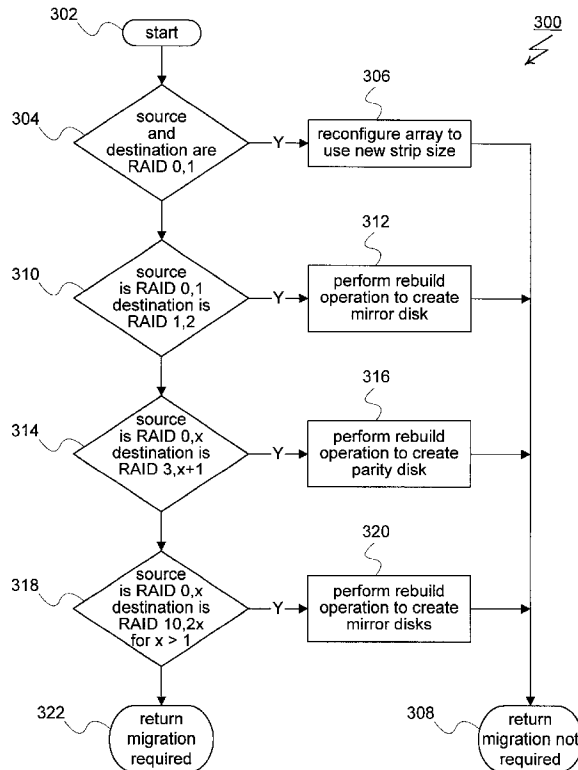 302
start
300
304
source
and
destination are
RAID 0,1
Y
306
reconfigure array to
use new strip size
310
source
is RAID 0,1
destination is
RAID 1,2
Y
312
perform rebuild
operation to create
mirror disk
314
source
is RAID 0,x
destination is
RAID 3,x+1
Y
316
perform rebuild
operation to create
parity disk
318
source
is RAID 0,x
destination is
RAID 10,2x
for x > 1
Y
320
perform rebuild
operation to create
mirror disks
322
return
migration
required
308
return
migration not
required